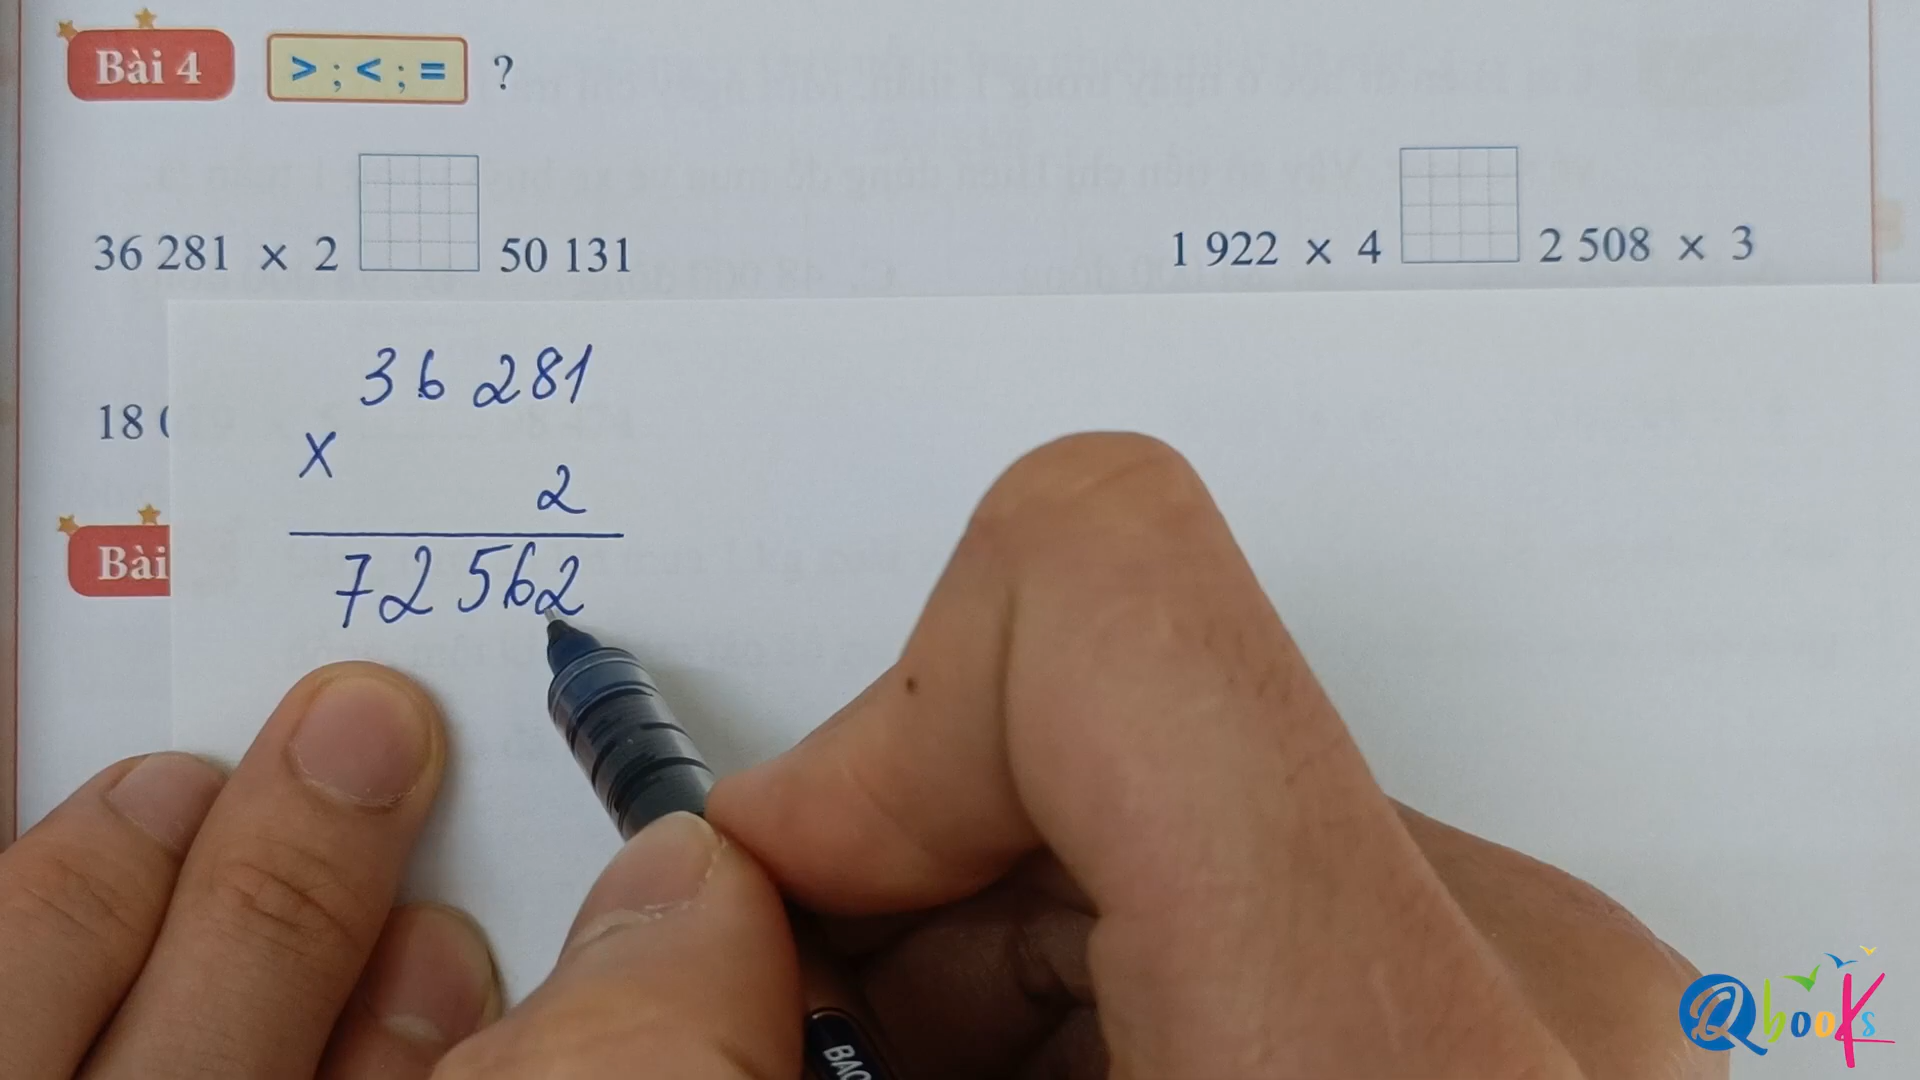 Bài 4 > ; < ; = ?
36 281 × 2 50 131
1 922 × 4 2 508 × 3
36 281
18
x
2
72 562
Bài
BAO
Qbooks